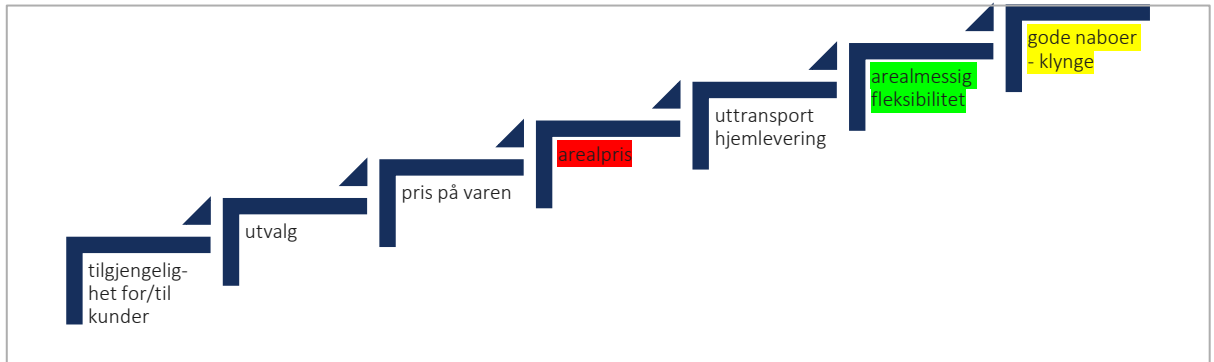 tilgjengelig-
het for/til
kunder
utvalg
pris på varen
arealpris
uttransport
hjemlevering
arealmessig
fleksibilitet
gode naboer
- klynge